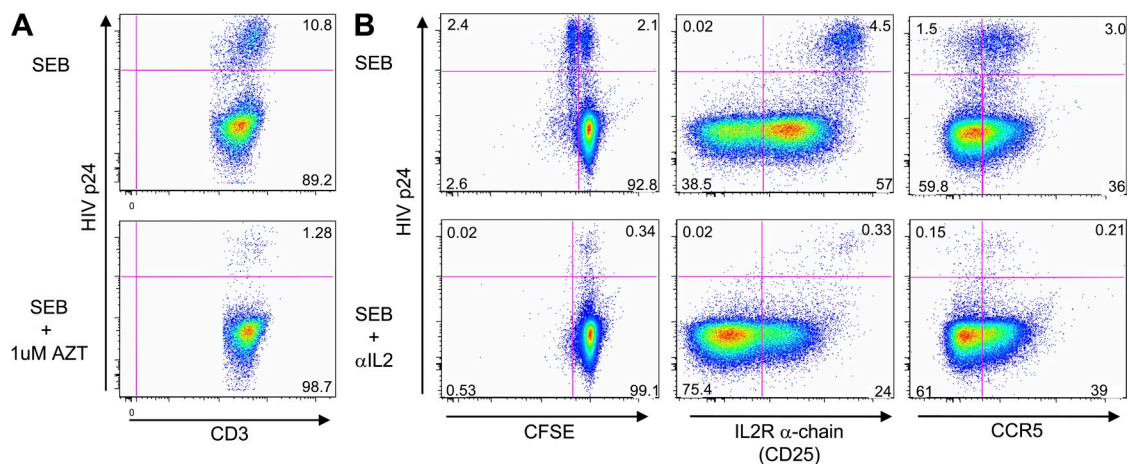 A
B
SEB
HIV p24
10.8
89.2
0
SEB
+
1uM AZT
1.28
98.7
0
CD3
SEB
HIV p24
2.4
2.1
2.6
92.8
0.02
4.5
38.5
57
1.5
3.0
59.8
36
SEB
+
αIL2
0.02
0.34
0.53
99.1
0.02
0.33
75.4
24
0.15
0.21
61
39
CFSE
IL2R α-chain
(CD25)
CCR5